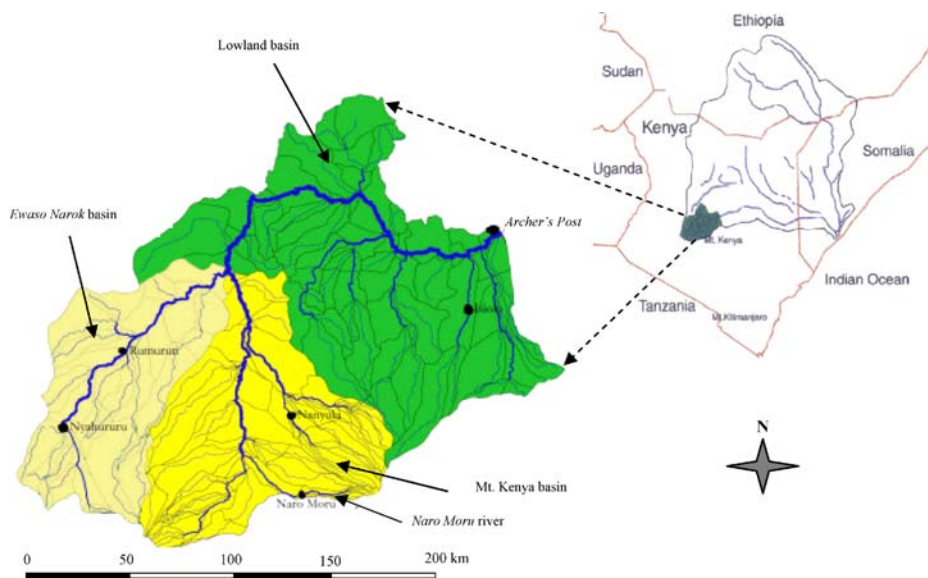 Lowland basin
Ewaso Narok basin
Archer's Post
Isiolo
Rumuruti
Nyahururu
Nanyuki
Naro Moru
Mt. Kenya basin
Naro Moru river
0 50 100 150 200 km
Ethiopia
Sudan
Kenya
Somalia
Uganda
Mt. Kenya
Indian Ocean
Tanzania
Mt.Kilimanjaro
N